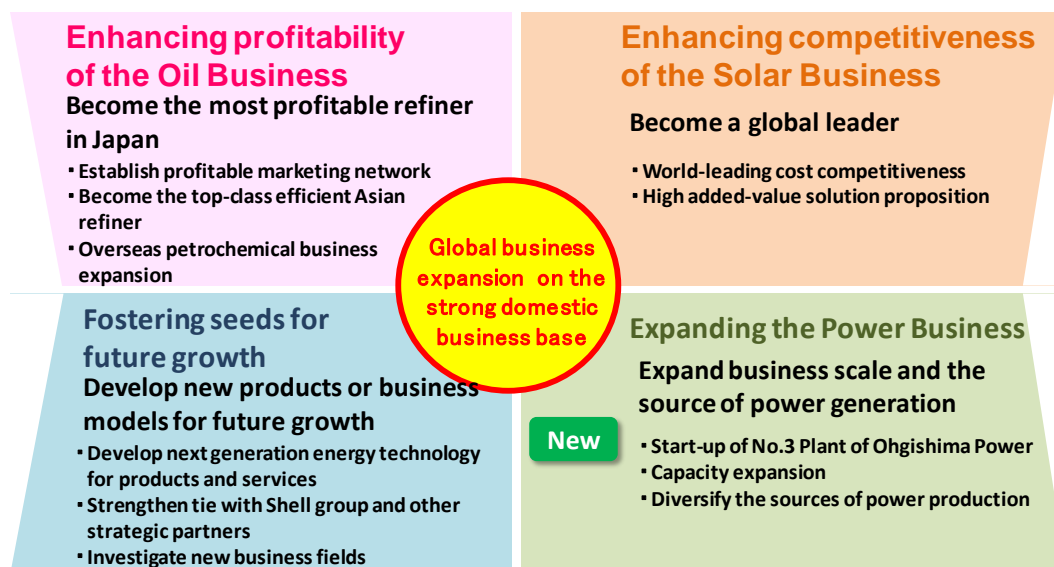 Enhancing profitability
of the Oil Business
Become the most profitable refiner
in Japan
・Establish profitable marketing network
・Become the top-class efficient Asian
refiner
・Overseas petrochemical business
expansion
Enhancing competitiveness
of the Solar Business
Become a global leader
・World-leading cost competitiveness
・High added-value solution proposition
Global business
expansion on the
strong domestic
business base
Fostering seeds for
future growth
Develop new products or business
models for future growth
・Develop next generation energy technology
for products and services
・Strengthen tie with Shell group and other
strategic partners
・Investigate new business fields
Expanding the Power Business
Expand business scale and the
source of power generation
New
・Start-up of No.3 Plant of Ohgishima Power
・Capacity expansion
・Diversify the sources of power production